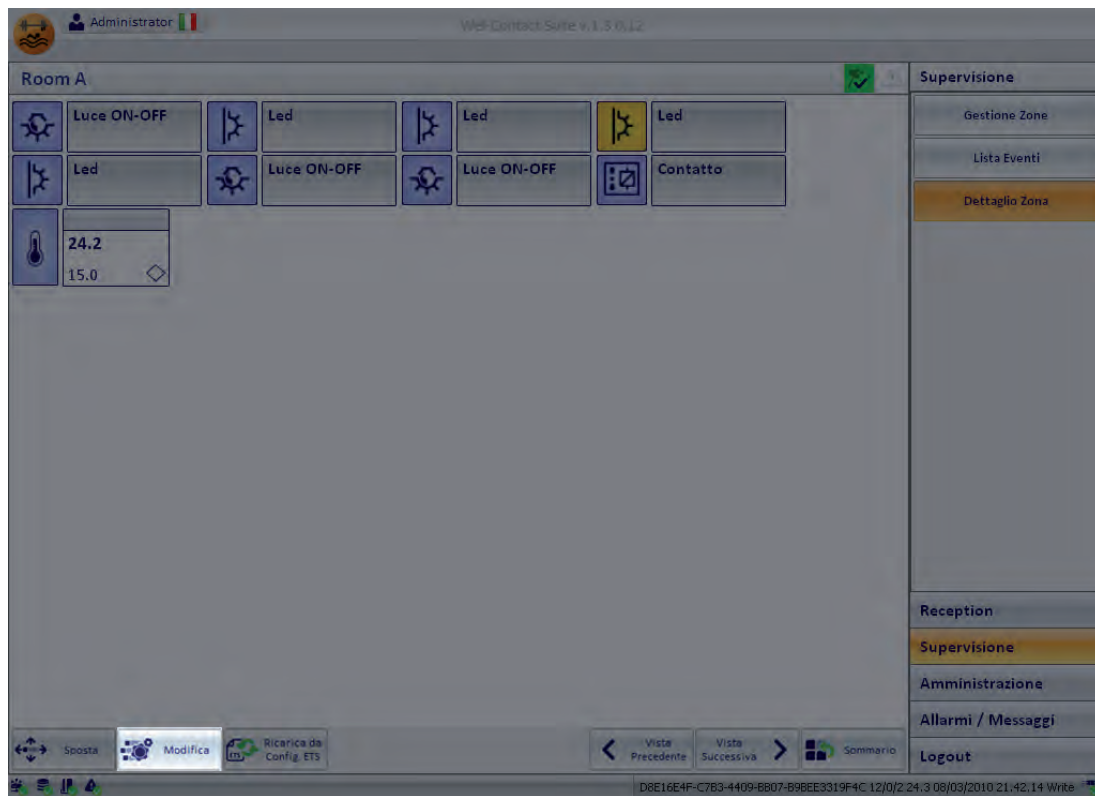 Administrator
Well-Contact Suite v.1.3.0.12
Room A
Supervisione
Luce ON-OFF
Led
Led
Led
Gestione Zone
Lista Eventi
Led
Luce ON-OFF
Luce ON-OFF
Contatto
Dettaglio Zona
24.2
15.0
Reception
Supervisione
Amministrazione
Allarmi / Messaggi
Sposta
Modifica
Ricarica da
Config. ETS
Vista
Precedente
Vista
Successiva
Sommario
Logout
D8E16E4F-C7B3-4409-BB07-B9BEE3319F4C 12/0/2 24.3 08/03/2010 21.42.14 Write